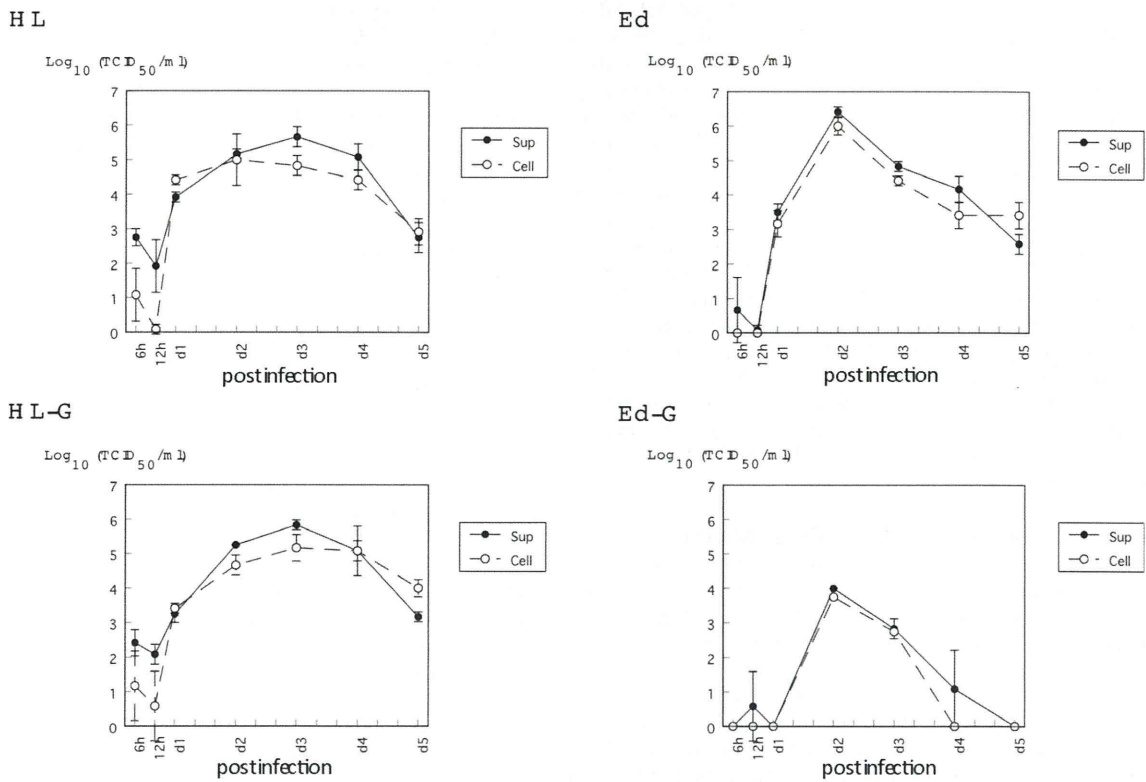 HL
Log10 (TCID50/ml)
7
6
5
4
3
2
1
0
6h
12h
d1
d2
d3
d4
d5
postinfection
Sup
Cell
Ed
Log10 (TCID50/ml)
7
6
5
4
3
2
1
0
6h
12h
d1
d2
d3
d4
d5
postinfection
Sup
Cell
HL-G
Log10 (TCID50/ml)
7
6
5
4
3
2
1
0
6h
12h
d1
d2
d3
d4
d5
postinfection
Sup
Cell
Ed-G
Log10 (TCID50/ml)
7
6
5
4
3
2
1
0
6h
12h
d1
d2
d3
d4
d5
postinfection
Sup
Cell